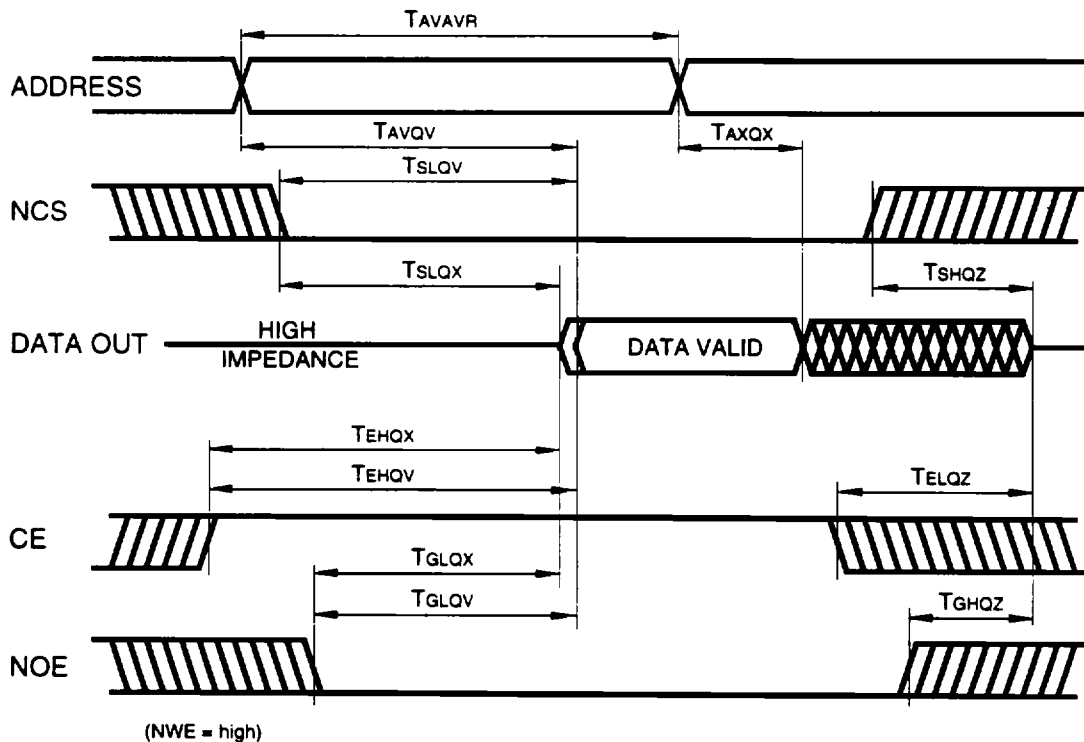 TAVAVR
ADDRESS
TAVQV
TAXQX
TSLQV
NCS
TSLQX
TSHQZ
DATA OUT
HIGH
IMPEDANCE
DATA VALID
TEHQX
TEHQV
TELQZ
CE
TGLQX
TGLQV
TGHQZ
NOE
(NWE = high)